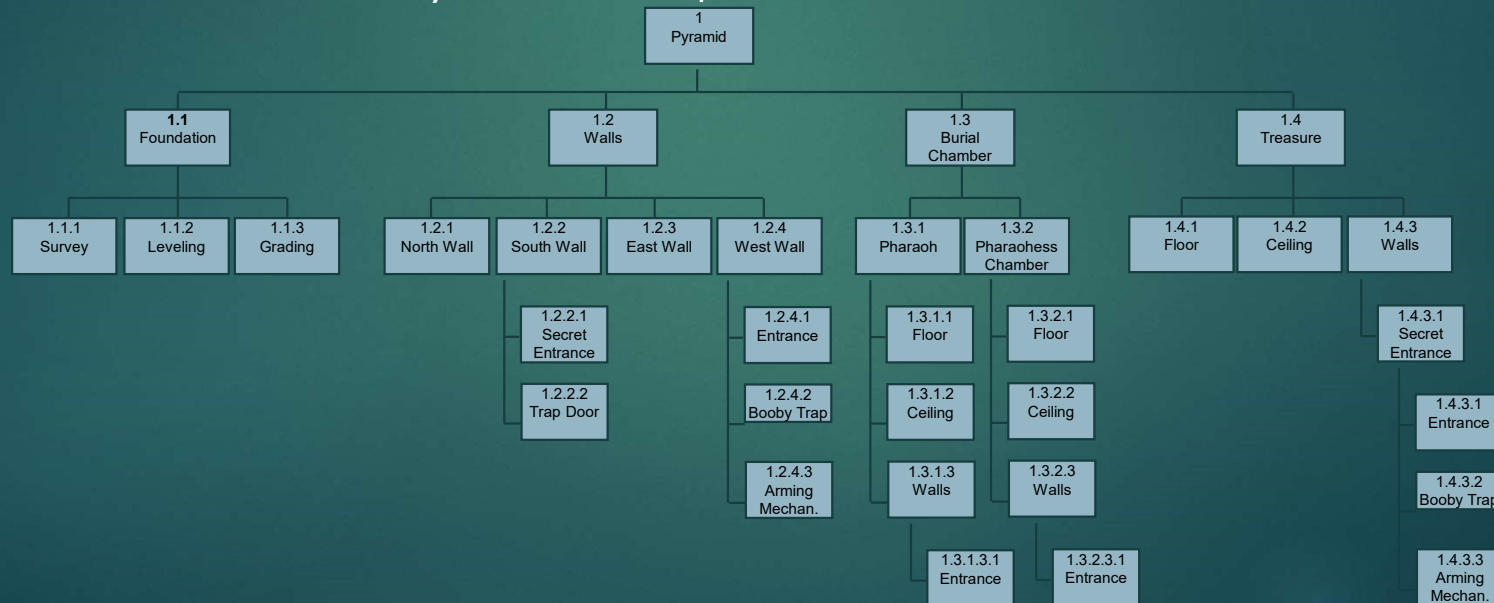 1
Pyramid
1.1
Foundation
1.2
Walls
1.3
Burial
Chamber
1.4
Treasure
1.1.1
Survey
1.1.2
Leveling
1.1.3
Grading
1.2.1
North Wall
1.2.2
South Wall
1.2.3
East Wall
1.2.4
West Wall
1.3.1
Pharaoh
1.3.2
Pharaohess
Chamber
1.4.1
Floor
1.4.2
Ceiling
1.4.3
Walls
1.2.2.1
Secret
Entrance
1.2.2.2
Trap Door
1.2.4.1
Entrance
1.2.4.2
Booby Trap
1.2.4.3
Arming
Mechan.
1.3.1.1
Floor
1.3.1.2
Ceiling
1.3.1.3
Walls
1.3.1.3.1
Entrance
1.3.2.1
Floor
1.3.2.2
Ceiling
1.3.2.3
Walls
1.3.2.3.1
Entrance
1.4.3.1
Secret
Entrance
1.4.3.1
Entrance
1.4.3.2
Booby Trap
1.4.3.3
Arming
Mechan.